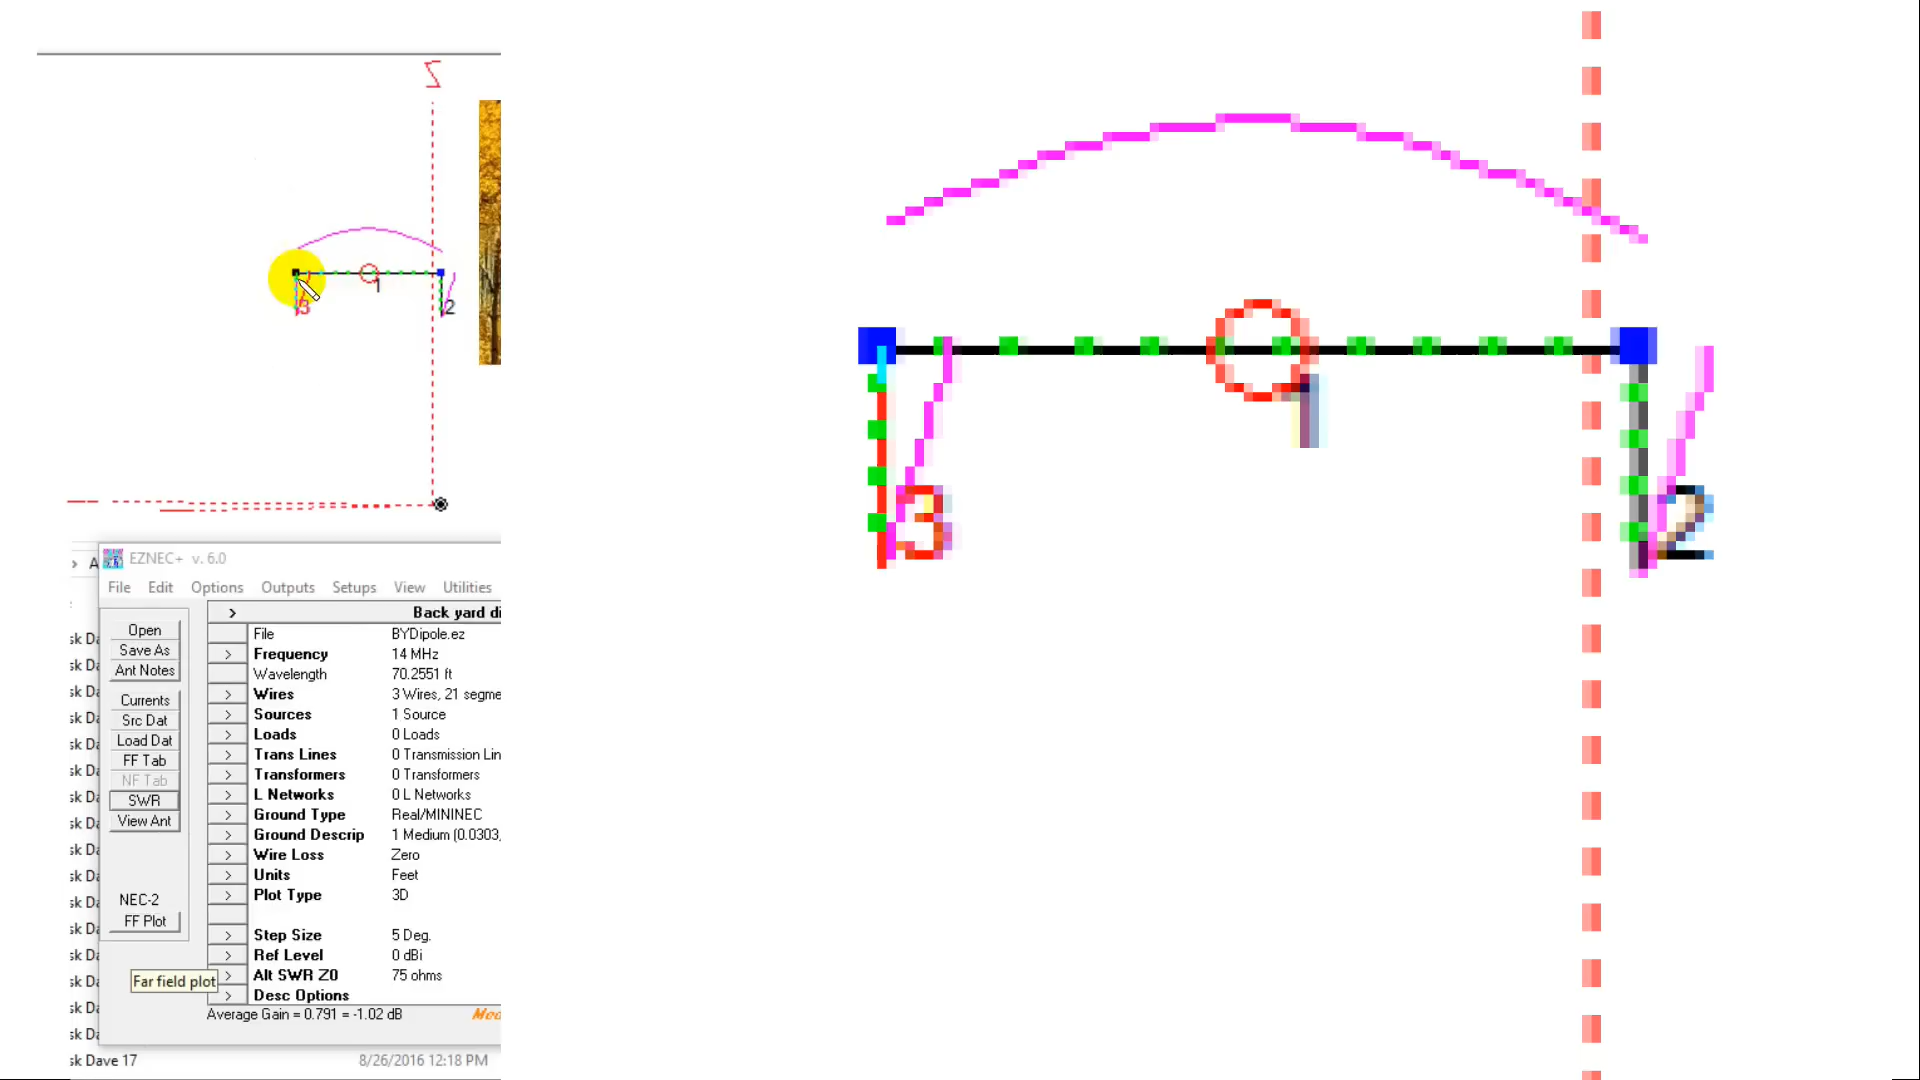 Z
1
3
2
1
3
2
A
EZNEC+ v. 6.0
File Edit Options Outputs Setups View Utilities
> Back yard di
Open
Save As
Ant Notes
Currents
Src Dat
Load Dat
FF Tab
NF Tab
SWR
View Ant
NEC-2
FF Plot
File BYDipole.ez
> Frequency 14 MHz
Wavelength 70.2551 ft
> Wires 3 Wires, 21 segme
> Sources 1 Source
> Loads 0 Loads
> Trans Lines 0 Transmission Lin
> Transformers 0 Transformers
> L Networks 0 L Networks
> Ground Type Real/MININEC
> Ground Descrip 1 Medium (0.0303,
> Wire Loss Zero
> Units Feet
> Plot Type 3D
> Step Size 5 Deg.
> Ref Level 0 dBi
> Alt SWR Z0 75 ohms
> Desc Options
Far field plot
Average Gain = 0.791 = -1.02 dB
sk Dave 17 8/26/2016 12:18 PM